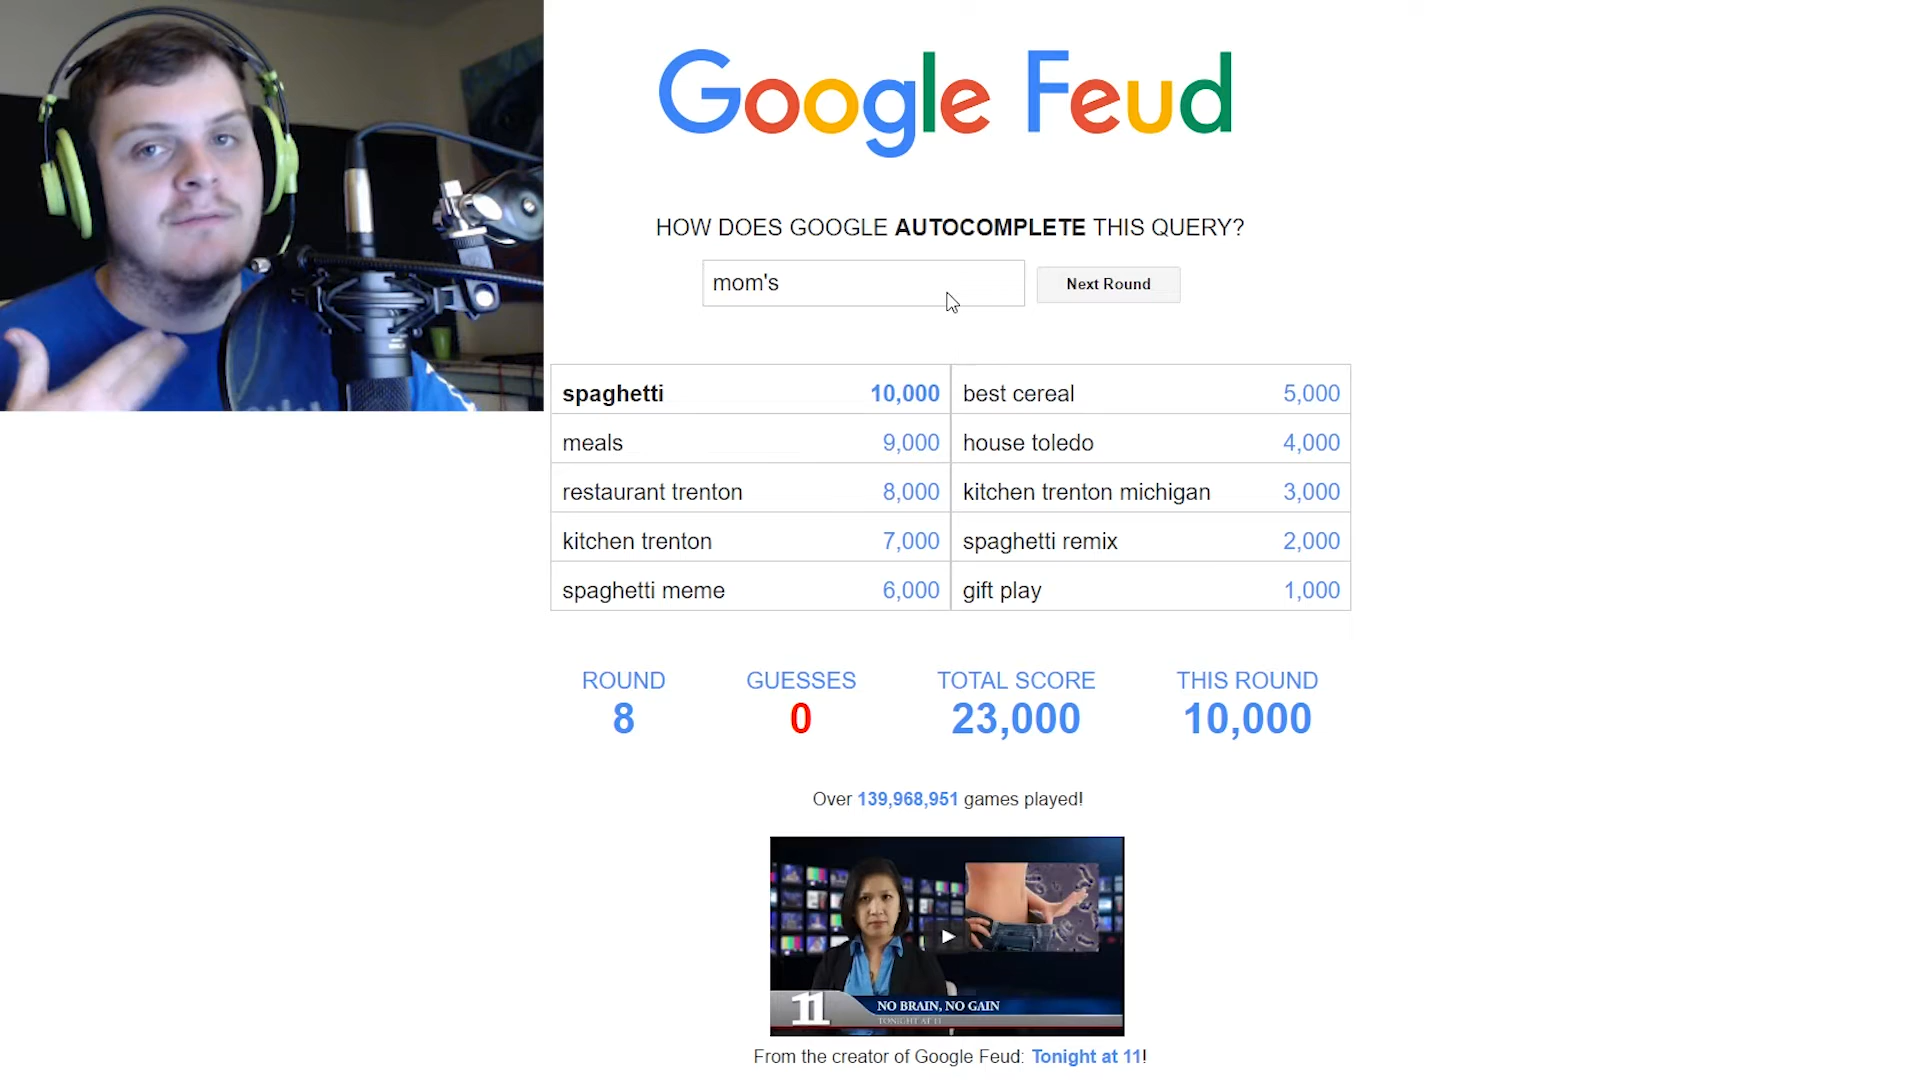 Google Feud
HOW DOES GOOGLE AUTOCOMPLETE THIS QUERY?
mom's
Next Round
spaghetti 10,000 best cereal 5,000
meals 9,000 house toledo 4,000
restaurant trenton 8,000 kitchen trenton michigan 3,000
kitchen trenton 7,000 spaghetti remix 2,000
spaghetti meme 6,000 gift play 1,000
ROUND GUESSES TOTAL SCORE THIS ROUND
8 0 23,000 10,000
Over 139,968,951 games played!
11 NO BRAIN, NO GAIN
TONIGHT AT 11
From the creator of Google Feud: Tonight at 11!